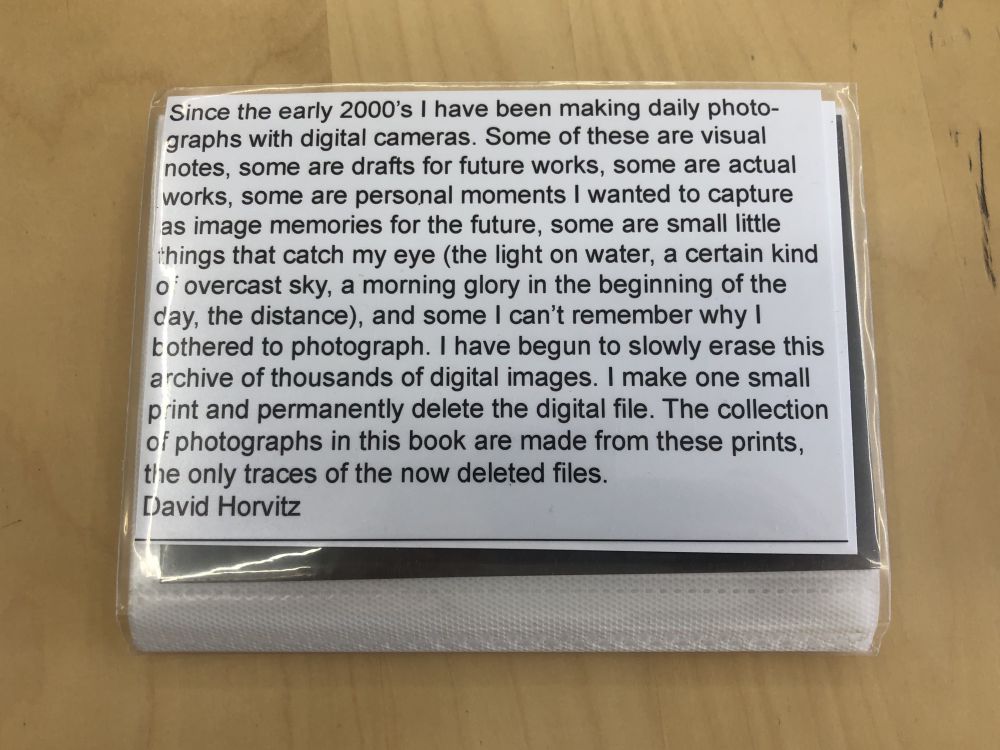 Since the early 2000's I have been making daily photo-
graphs with digital cameras. Some of these are visual
notes, some are drafts for future works, some are actual
works, some are personal moments I wanted to capture
as image memories for the future, some are small little
things that catch my eye (the light on water, a certain kind
of overcast sky, a morning glory in the beginning of the
day, the distance), and some I can't remember why I
bothered to photograph. I have begun to slowly erase this
archive of thousands of digital images. I make one small
print and permanently delete the digital file. The collection
of photographs in this book are made from these prints,
the only traces of the now deleted files.
David Horvitz